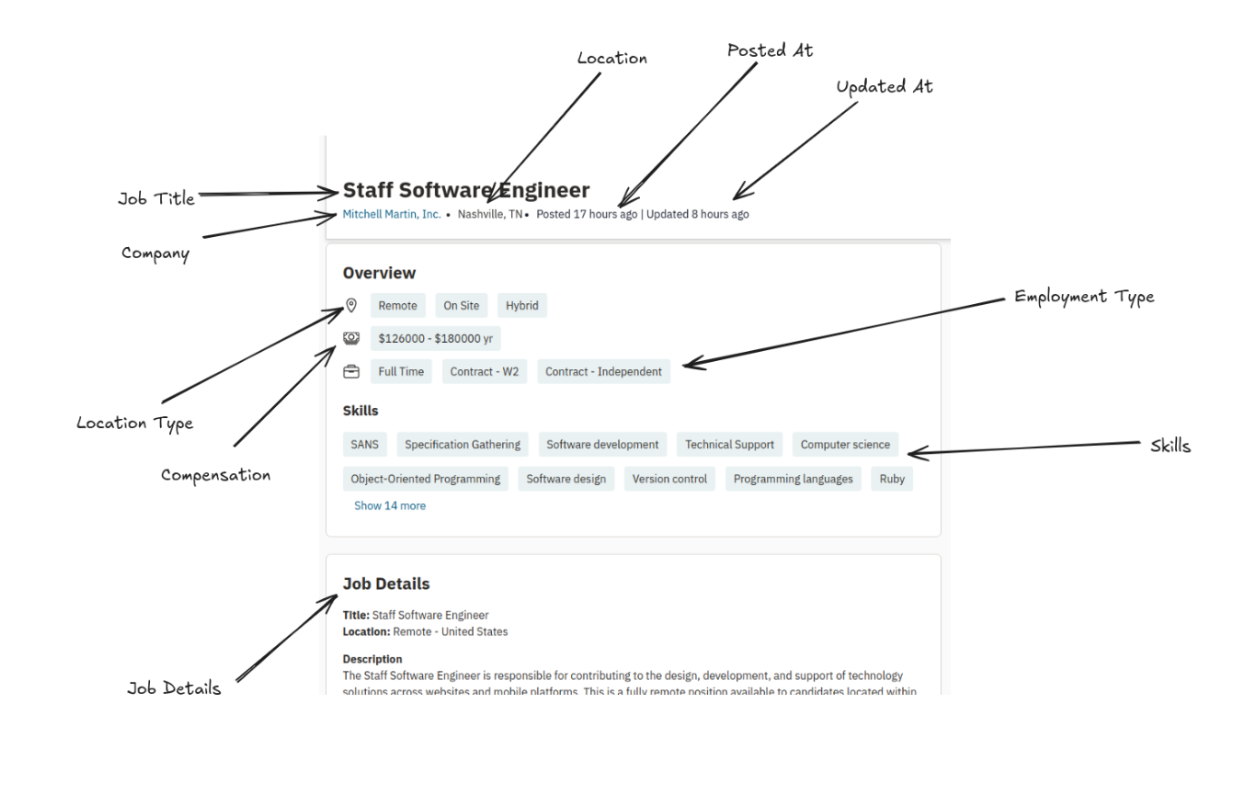 Location
Posted At
Updated At
Job Title
Staff Software Engineer
Mitchell Martin, Inc. • Nashville, TN • Posted 17 hours ago | Updated 8 hours ago
Company
Overview
Remote On Site Hybrid
Employment Type
$126000 - $180000 yr
Full Time Contract - W2 Contract - Independent
Location Type
Skills
SANS Specification Gathering Software development Technical Support Computer science
Skills
Compensation
Object-Oriented Programming Software design Version control Programming languages Ruby
Show 14 more
Job Details
Title: Staff Software Engineer
Location: Remote - United States
Description
The Staff Software Engineer is responsible for contributing to the design, development, and support of technology
Job Details
solutions across websites and mobile platforms. This is a fully remote position available to candidates located within